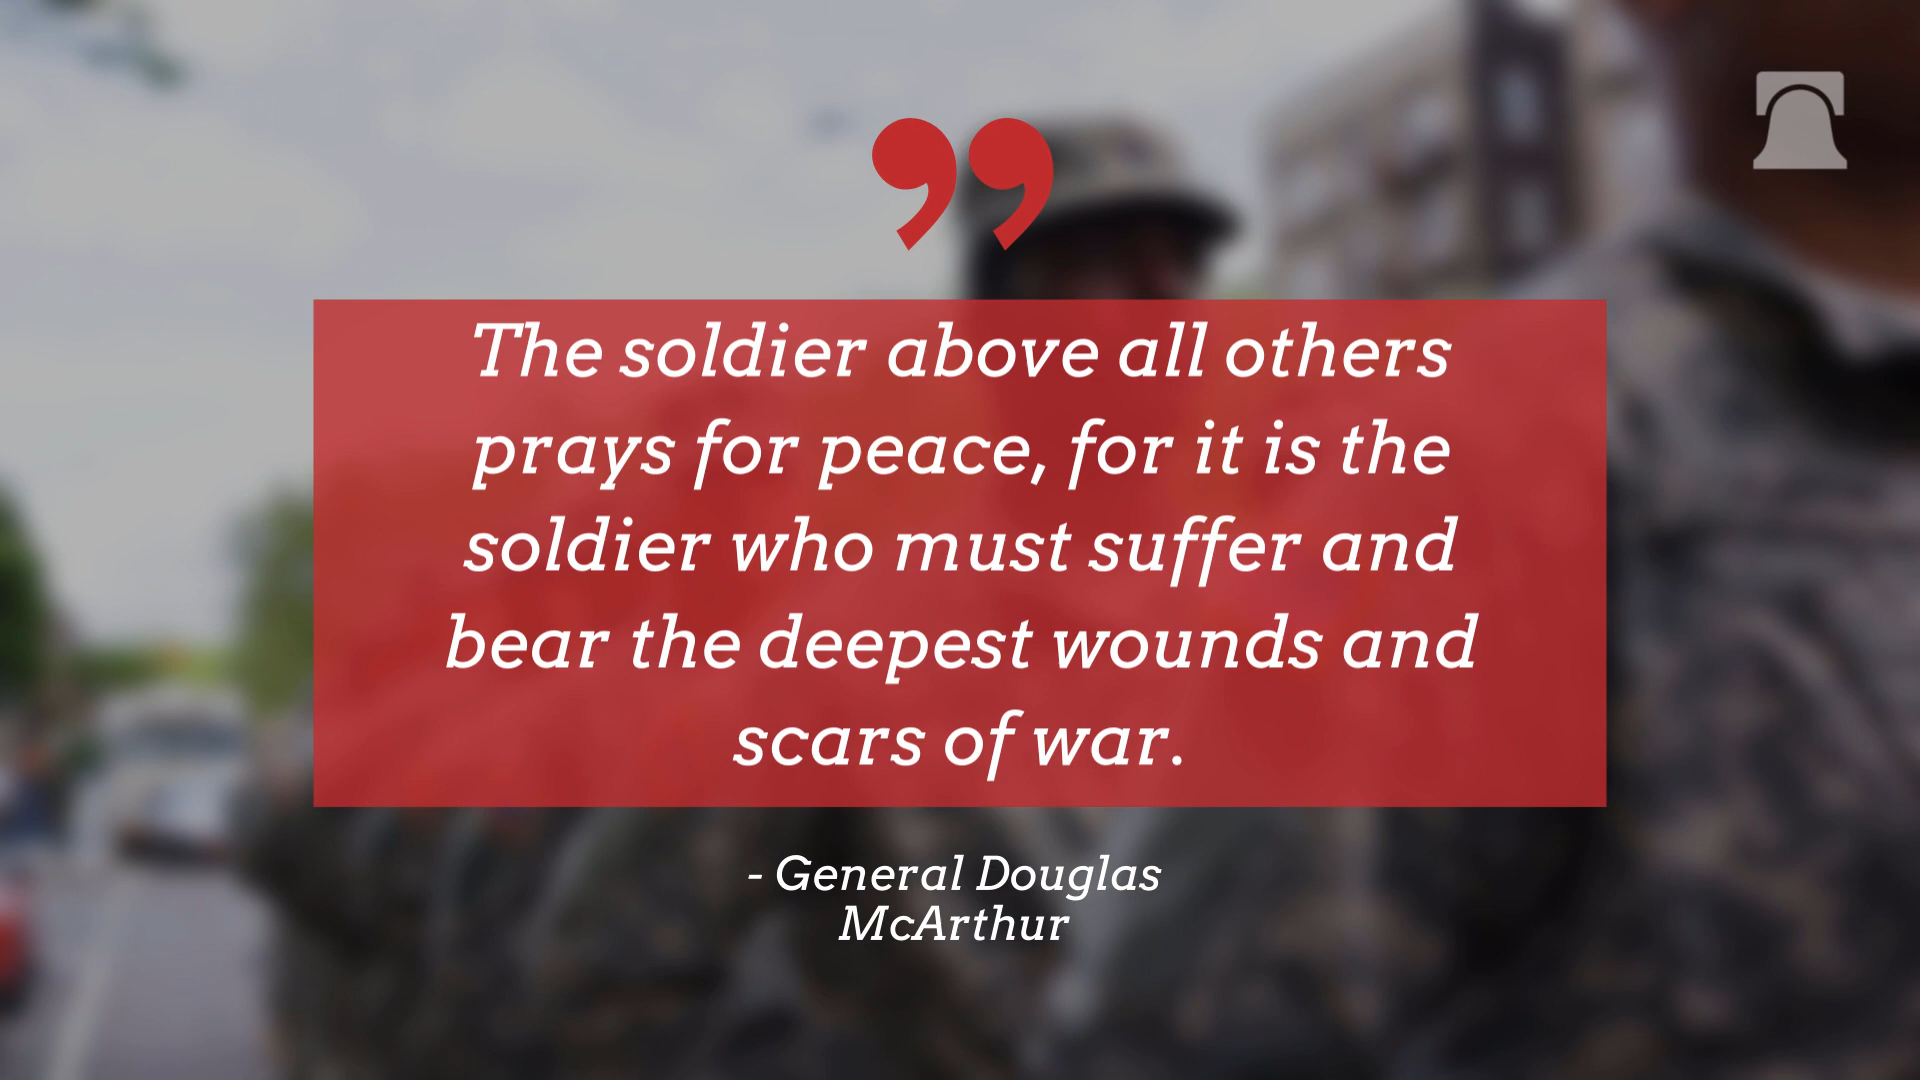 ”
The soldier above all others
prays for peace, for it is the
soldier who must suffer and
bear the deepest wounds and
scars of war.
- General Douglas
McArthur